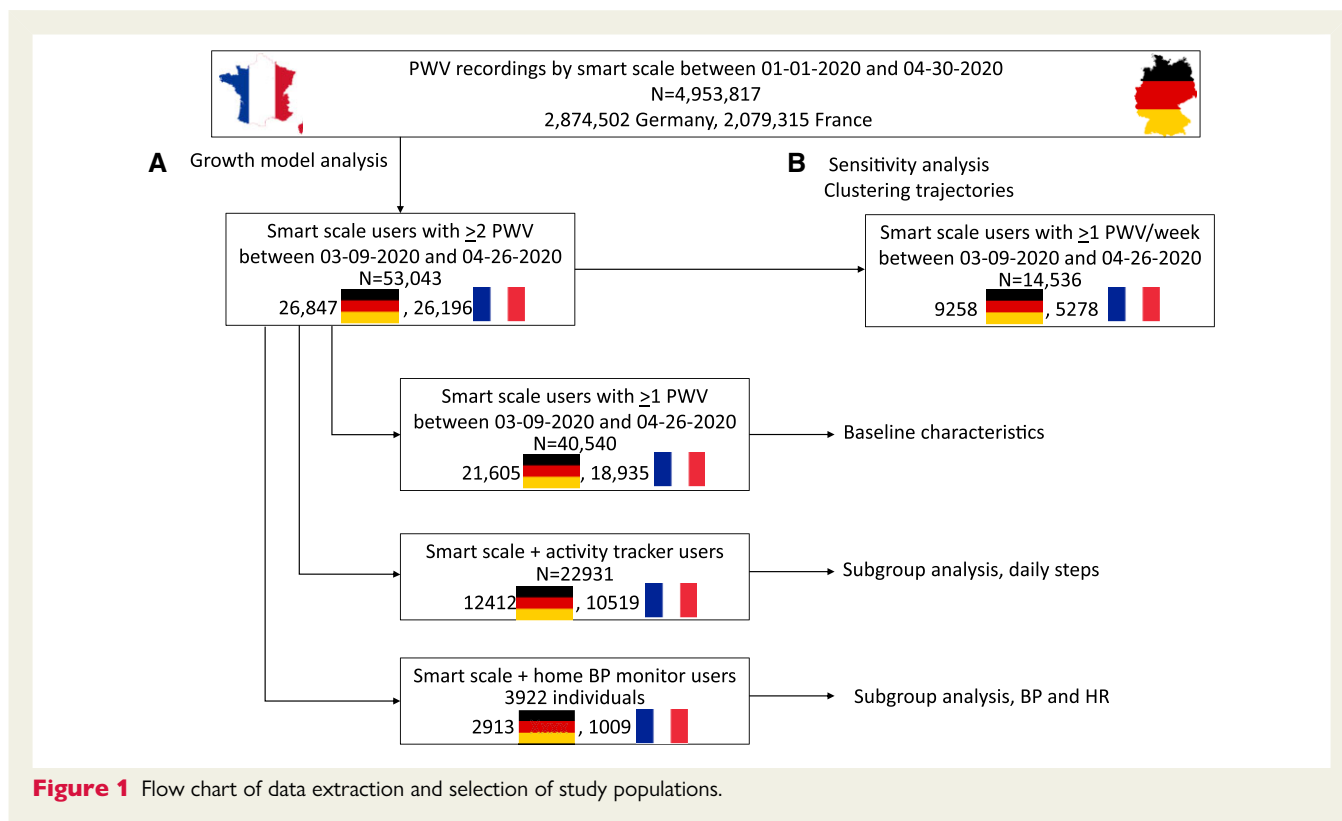 PWV recordings by smart scale between 01-01-2020 and 04-30-2020
N=4,953,817
2,874,502 Germany, 2,079,315 France
A Growth model analysis
B Sensitivity analysis
Clustering trajectories
Smart scale users with ≥2 PWV
between 03-09-2020 and 04-26-2020
N=53,043
26,847 , 26,196
Smart scale users with ≥1 PWV/week
between 03-09-2020 and 04-26-2020
N=14,536
9258 , 5278
Smart scale users with ≥1 PWV
between 03-09-2020 and 04-26-2020
N=40,540
21,605 , 18,935
Baseline characteristics
Smart scale + activity tracker users
N=22931
12412 , 10519
Subgroup analysis, daily steps
Smart scale + home BP monitor users
3922 individuals
2913 , 1009
Subgroup analysis, BP and HR
Figure 1 Flow chart of data extraction and selection of study populations.